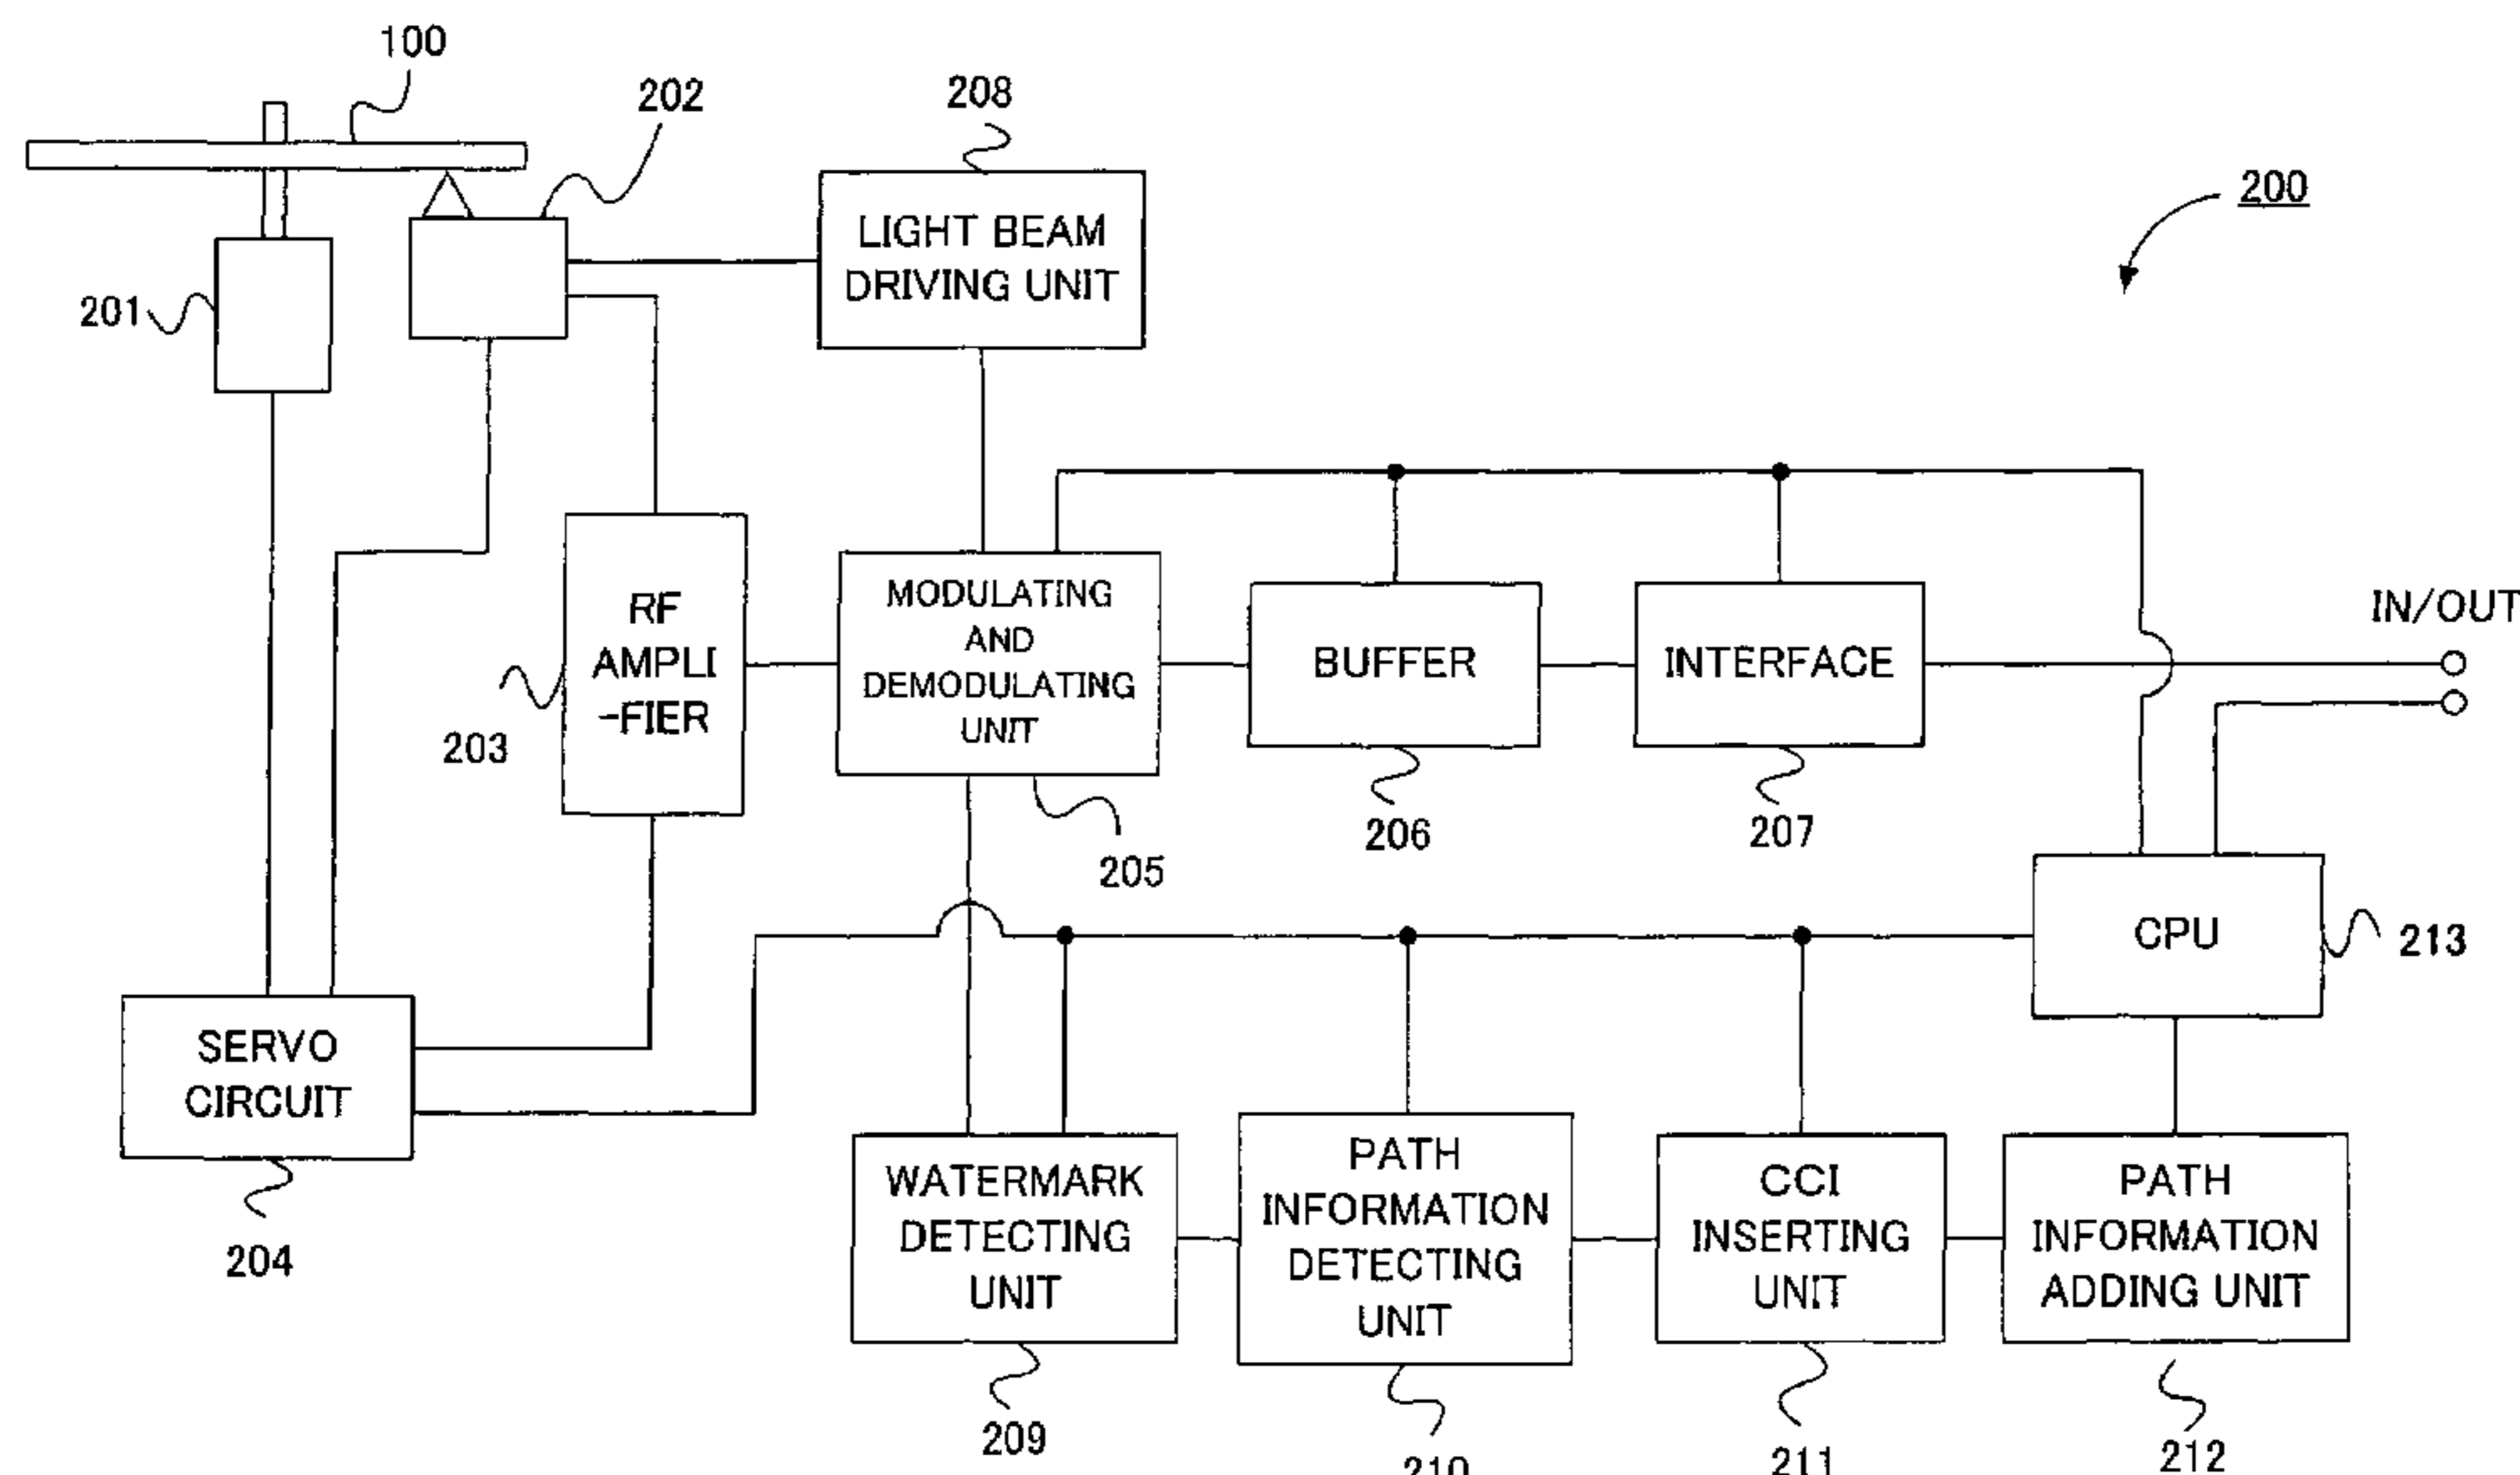 100
202
208
200
LIGHT BEAM
DRIVING UNIT
201
IN/OUT
RF
AMPLI
-FIER
MODULATING
AND
DEMODULATING
UNIT
BUFFER
INTERFACE
203
205
206
207
CPU
213
SERVO
CIRCUIT
204
WATERMARK
DETECTING
UNIT
PATH
INFORMATION
DETECTING
UNIT
CCI
INSERTING
UNIT
PATH
INFORMATION
ADDING UNIT
209
210
211
212